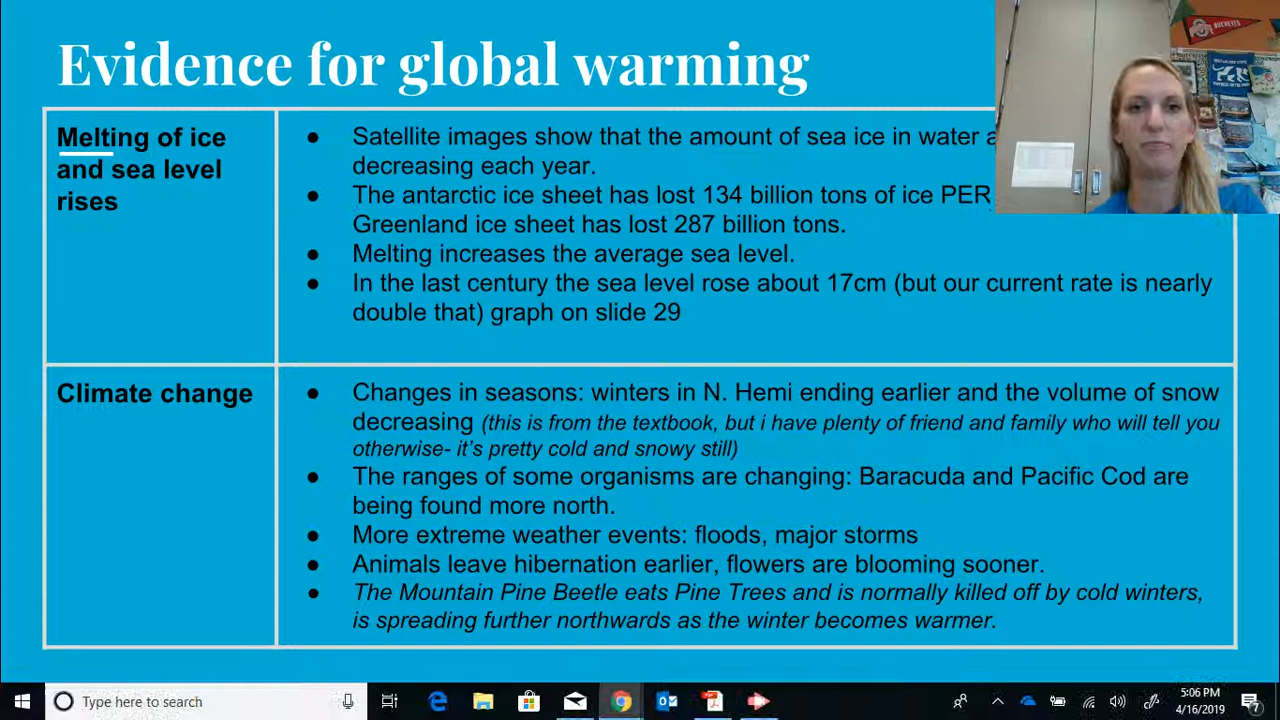 Evidence for global warming
Melting of ice
and sea level
rises
● Satellite images show that the amount of sea ice in water
decreasing each year.
● The antarctic ice sheet has lost 134 billion tons of ice PER
Greenland ice sheet has lost 287 billion tons.
● Melting increases the average sea level.
● In the last century the sea level rose about 17cm (but our current rate is nearly
double that) graph on slide 29
Climate change
● Changes in seasons: winters in N. Hemi ending earlier and the volume of snow
decreasing (this is from the textbook, but i have plenty of friend and family who will tell you
otherwise- it's pretty cold and snowy still)
● The ranges of some organisms are changing: Baracuda and Pacific Cod are
being found more north.
● More extreme weather events: floods, major storms
● Animals leave hibernation earlier, flowers are blooming sooner.
● The Mountain Pine Beetle eats Pine Trees and is normally killed off by cold winters,
is spreading further northwards as the winter becomes warmer.
BUCKEYES
Type here to search
5:06 PM
4/16/2019
7